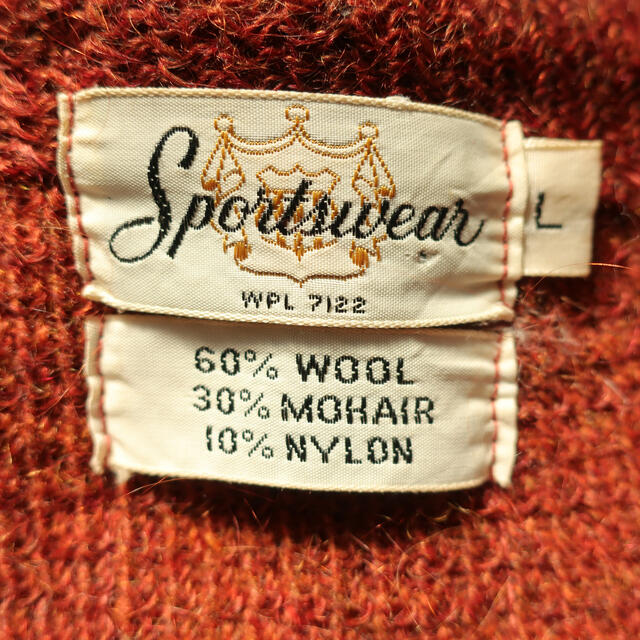 Sportswear
L
WPL 7122
60% WOOL
30% MOHAIR
10% NYLON